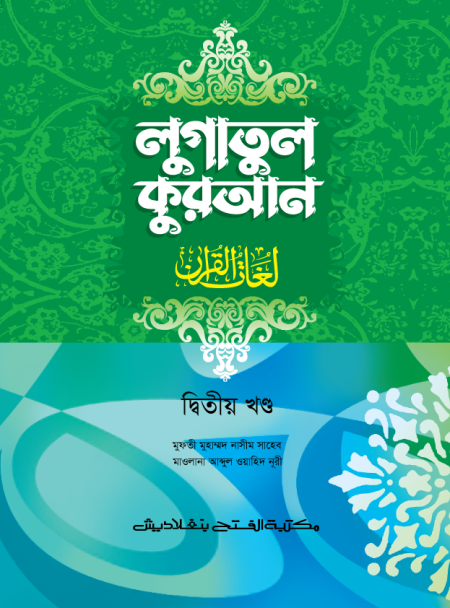 লুগাতুল
কুরআন
لغات القرآن
দ্বিতীয় খণ্ড
মুফতী মুহাম্মদ নাসীম সাহেব
মাওলানা আব্দুল ওয়াহিদ নূরী
مكتبة الفتح بنغلاديش